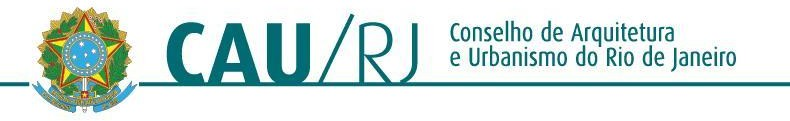 CAU/RJ
Conselho de Arquitetura
e Urbanismo do Rio de Janeiro